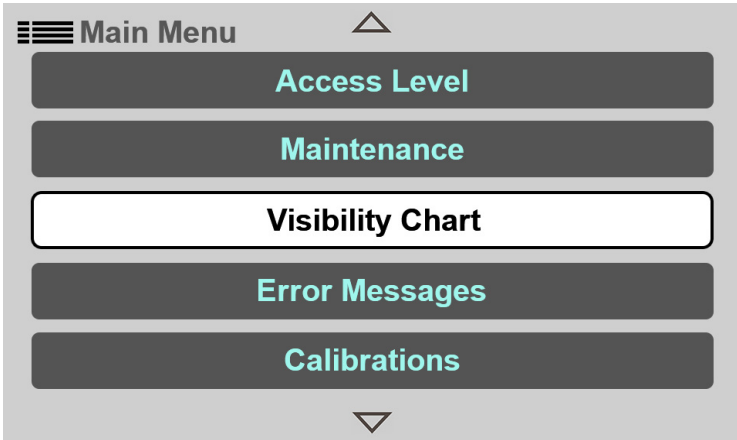 Main Menu
Access Level
Maintenance
Visibility Chart
Error Messages
Calibrations